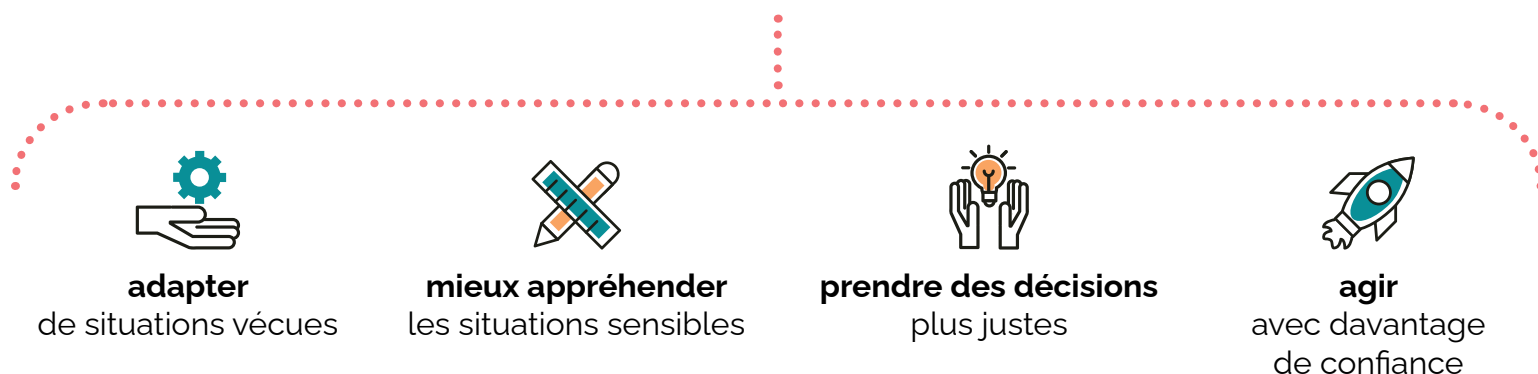 adapter
de situations vécues
mieux appréhender
les situations sensibles
prendre des décisions
plus justes
agir
avec davantage
de confiance